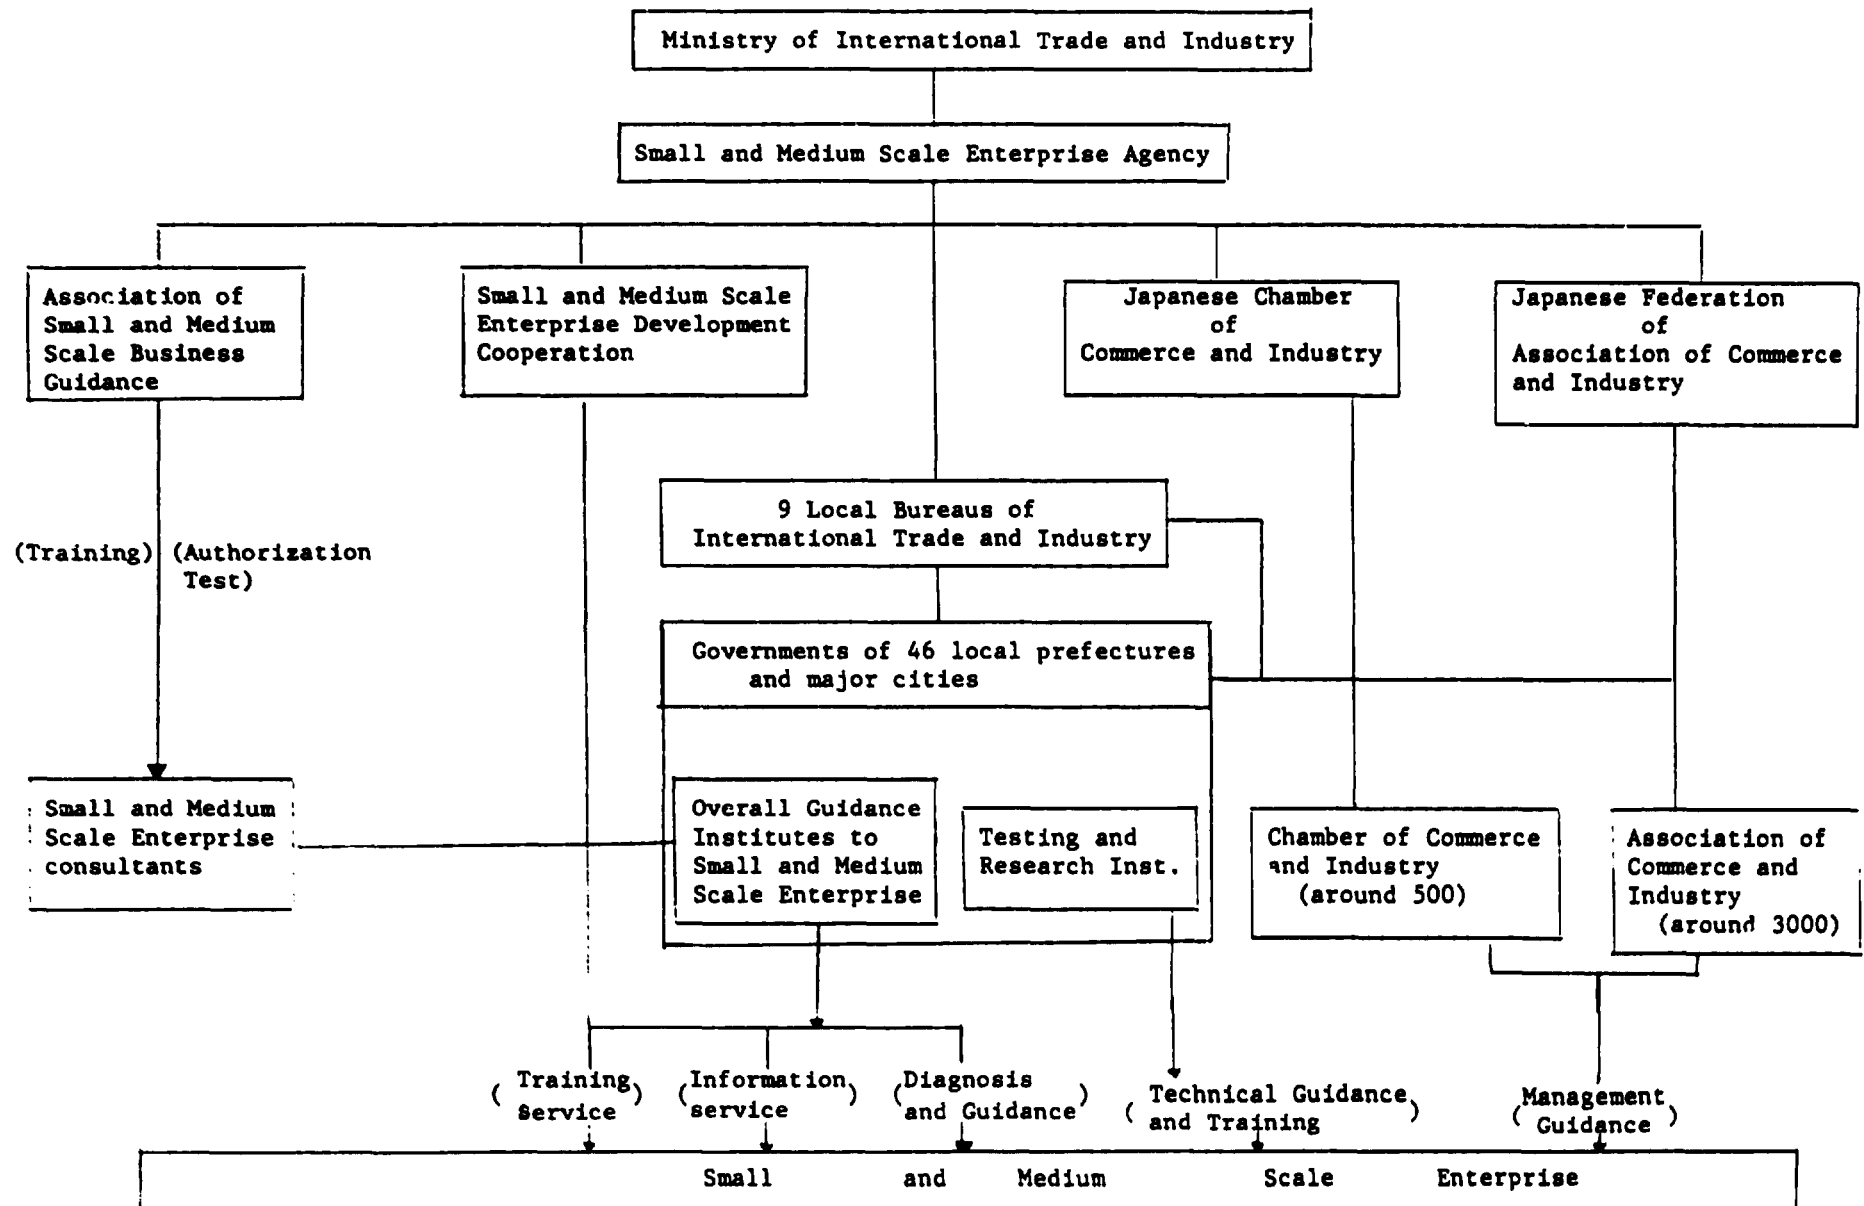 Ministry of International Trade and Industry
Small and Medium Scale Enterprise Agency
Association of
Small and Medium
Scale Business
Guidance
Small and Medium Scale
Enterprise Development
Cooperation
Japanese Chamber
of
Commerce and Industry
Japanese Federation
of
Association of Commerce
and Industry
9 Local Bureaus of
International Trade and Industry
(Training) (Authorization
Test)
Governments of 46 local prefectures
and major cities
Small and Medium
Scale Enterprise
consultants
Overall Guidance
Institutes to
Small and Medium
Scale Enterprise
Testing and
Research Inst.
Chamber of Commerce
and Industry
(around 500)
Association of
Commerce and
Industry
(around 3000)
(Training
Service)
(Information
service)
(Diagnosis
and Guidance)
(Technical Guidance
and Training)
(Management
Guidance)
Small and Medium Scale Enterprise